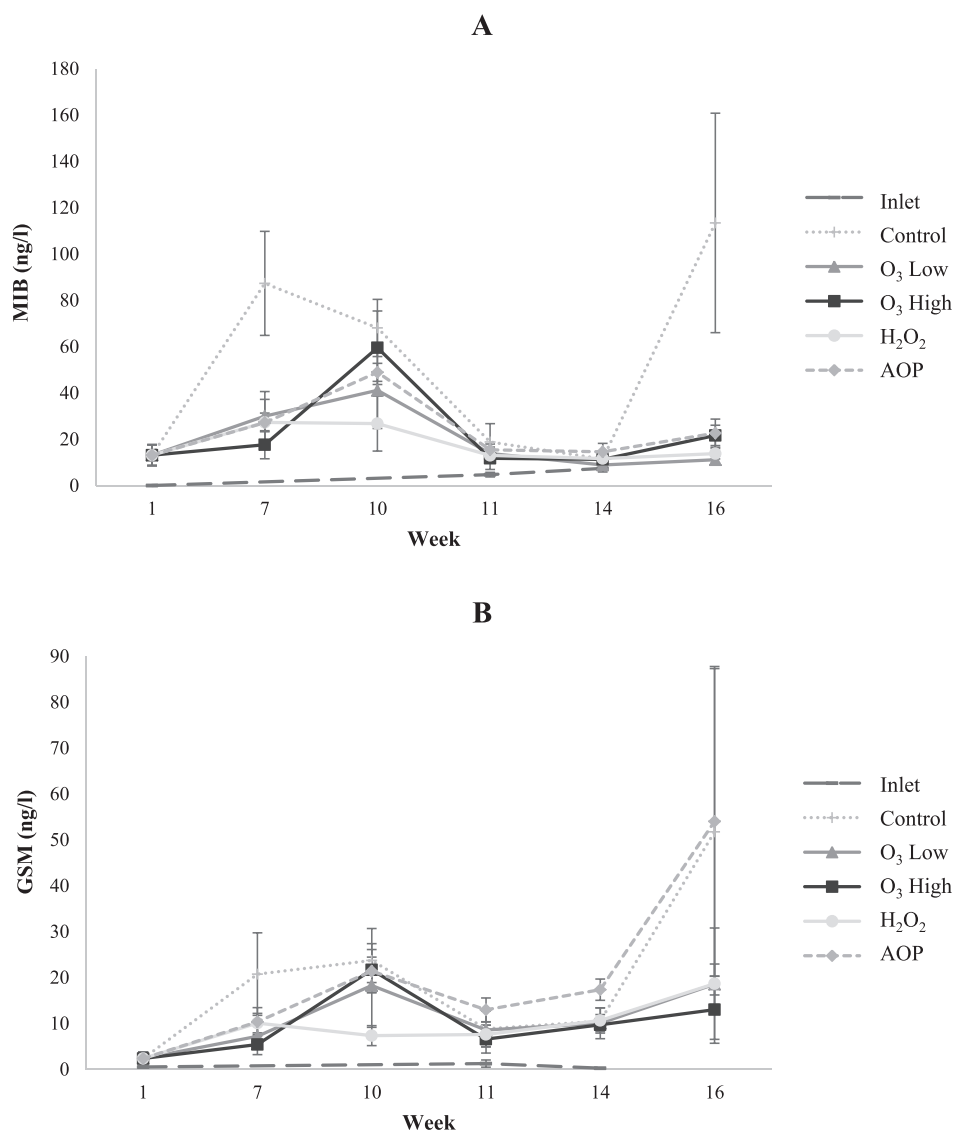 A
180
160
140
120
100
80
60
40
20
0
MIB (ng/l)
1 7 10 11 14 16
Week
Inlet
Control
O₃ Low
O₃ High
H₂O₂
AOP
B
90
80
70
60
50
40
30
20
10
0
GSM (ng/l)
1 7 10 11 14 16
Week
Inlet
Control
O₃ Low
O₃ High
H₂O₂
AOP